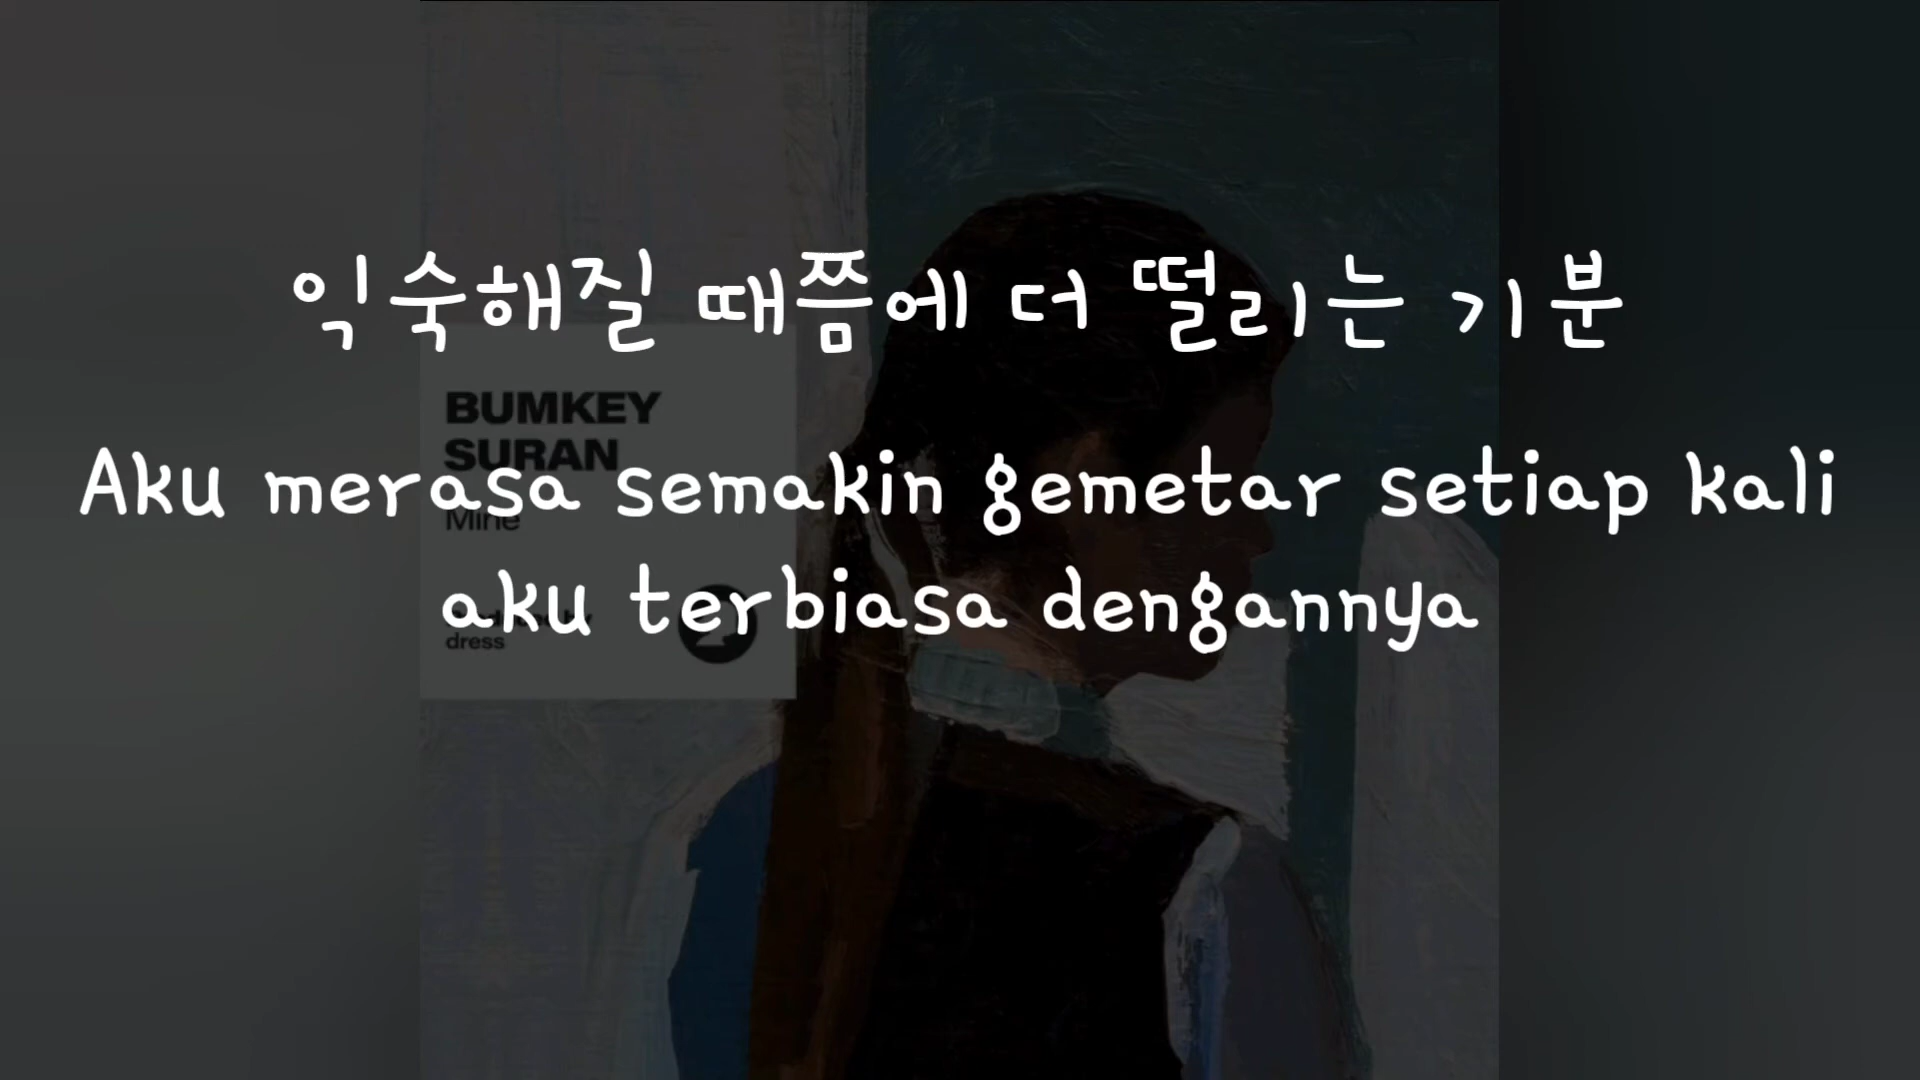 익숙해질 때쯤에 더 떨리는 기분
BUMKEY
SURAN
Aku merasa semakin gemetar setiap kali
Mine
aku terbiasa dengannya
dress